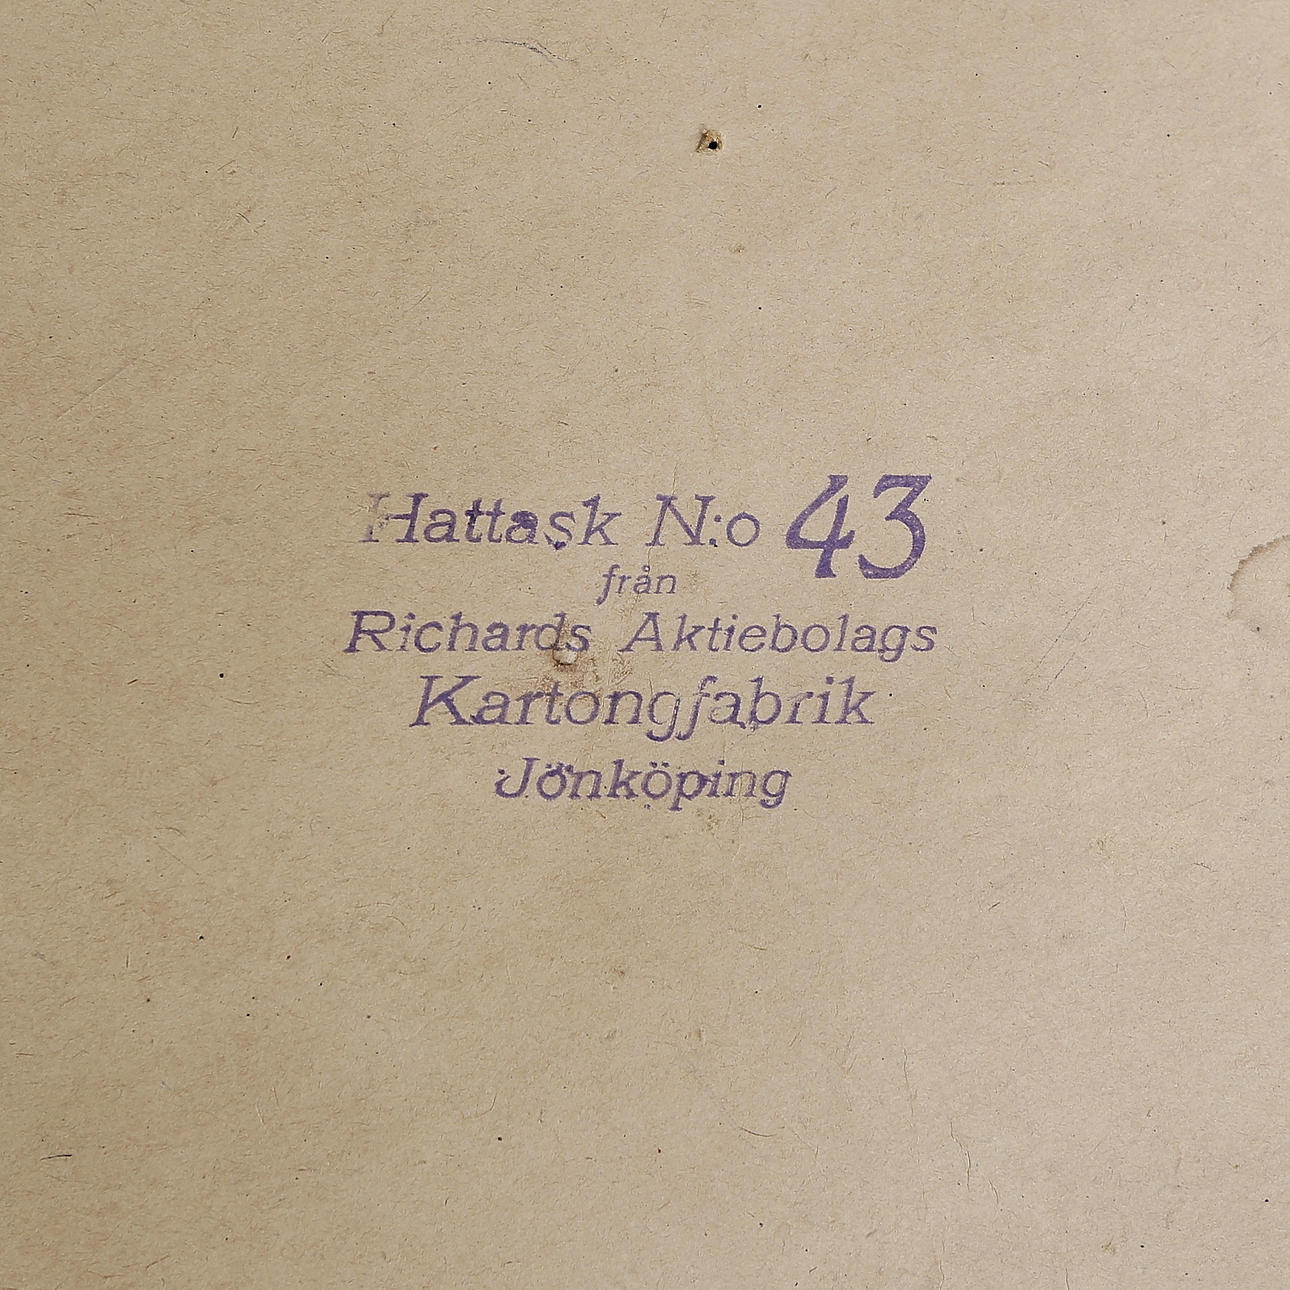 Hattask N:o 43
från
Richards Aktiebolags
Kartongfabrik
Jönköping